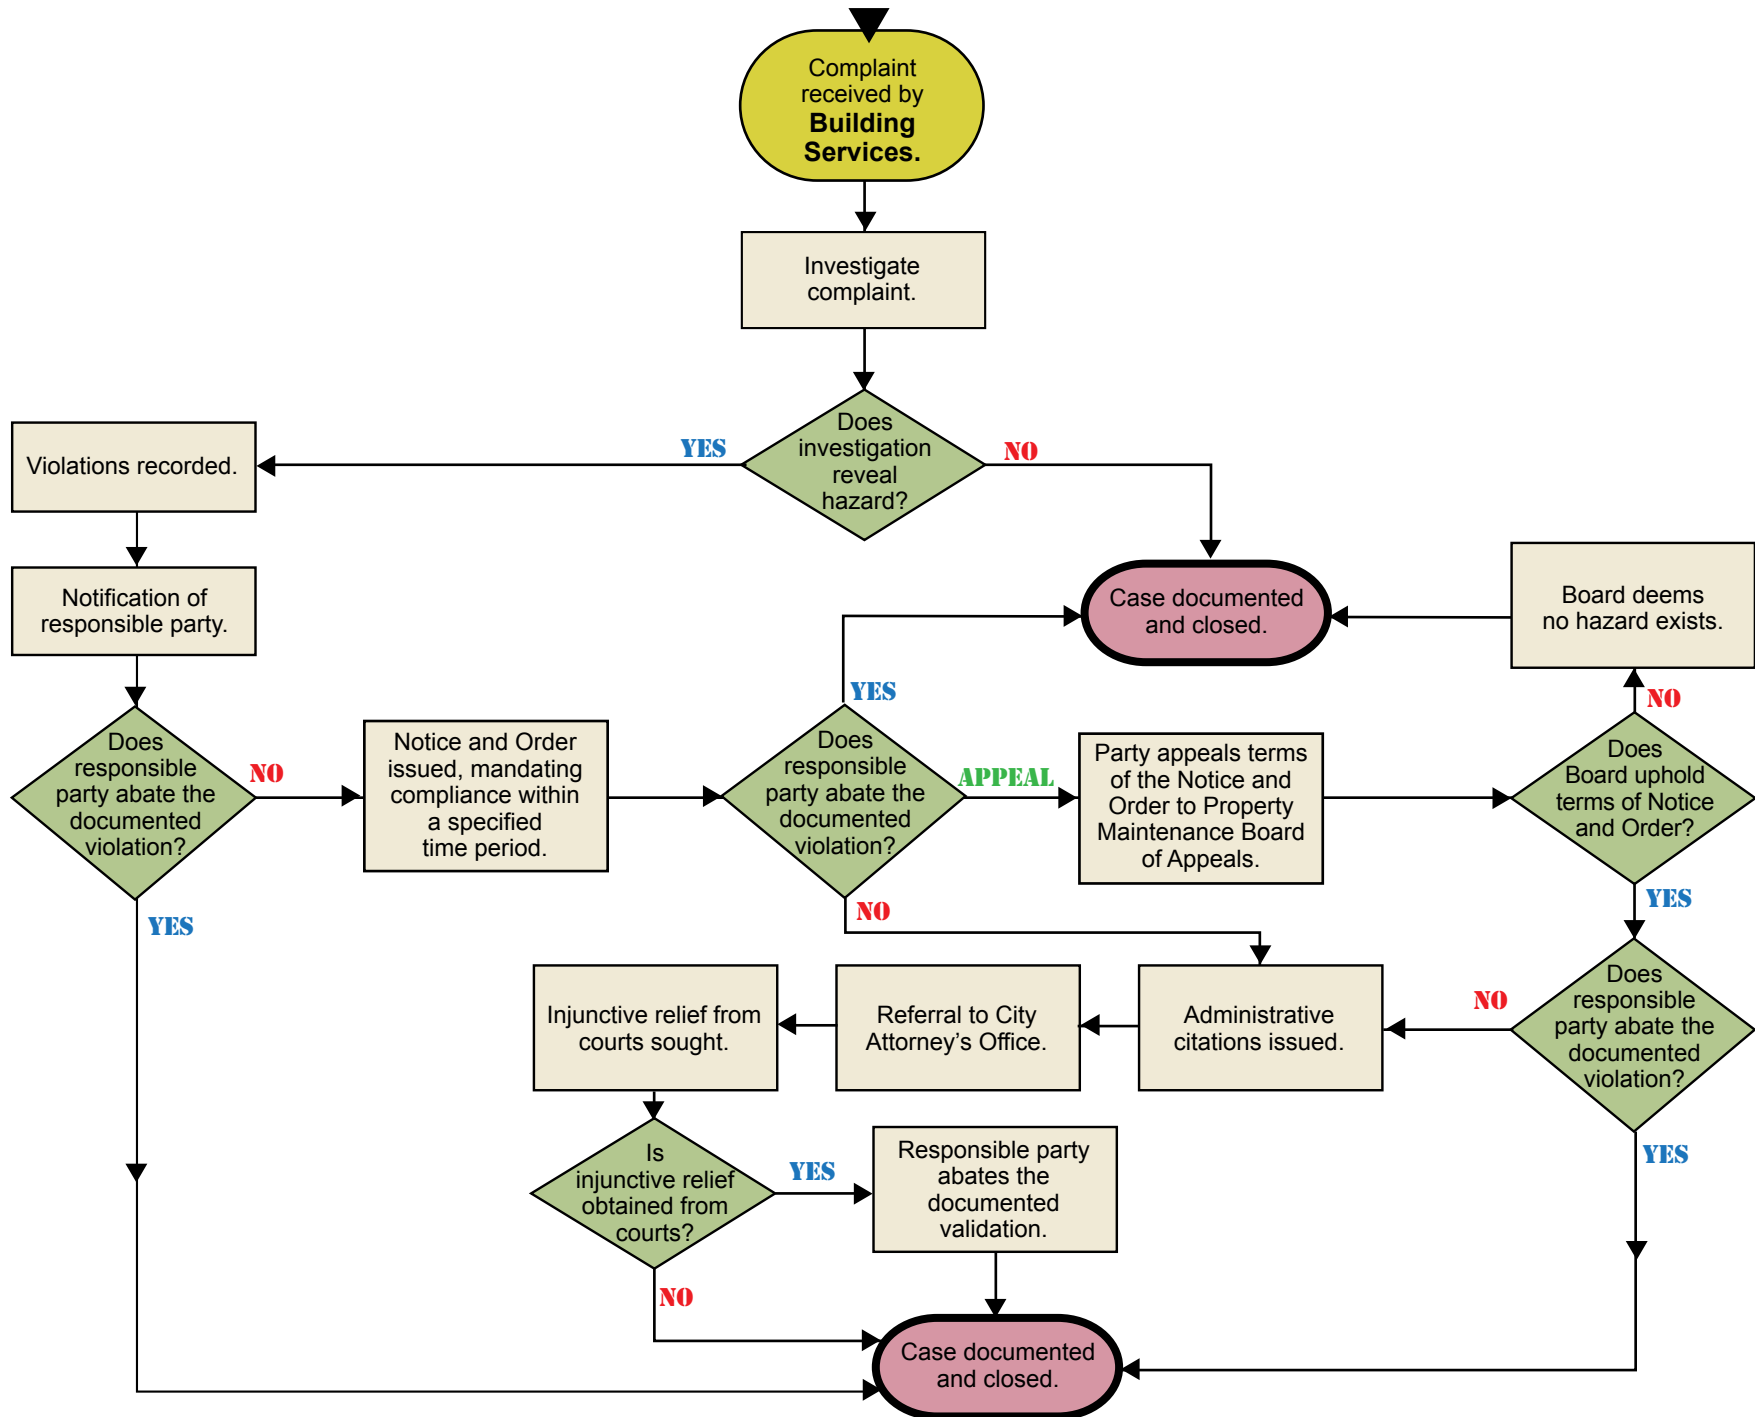 Complaint
received by
Building
Services.
Investigate
complaint.
Does
investigation
reveal
hazard?
YES
NO
Violations recorded.
Notification of
responsible party.
Case documented
and closed.
Board deems
no hazard exists.
Does
responsible
party abate the
documented
violation?
NO
YES
Notice and Order
issued, mandating
compliance within
a specified
time period.
YES
Does
responsible
party abate the
documented
violation?
APPEAL
NO
Party appeals terms
of the Notice and
Order to Property
Maintenance Board
of Appeals.
NO
Does
Board uphold
terms of Notice
and Order?
YES
Does
responsible
party abate the
documented
violation?
NO
YES
Administrative
citations issued.
Referral to City
Attorney’s Office.
Injunctive relief from
courts sought.
Is
injunctive relief
obtained from
courts?
YES
NO
Responsible party
abates the
documented
validation.
Case documented
and closed.